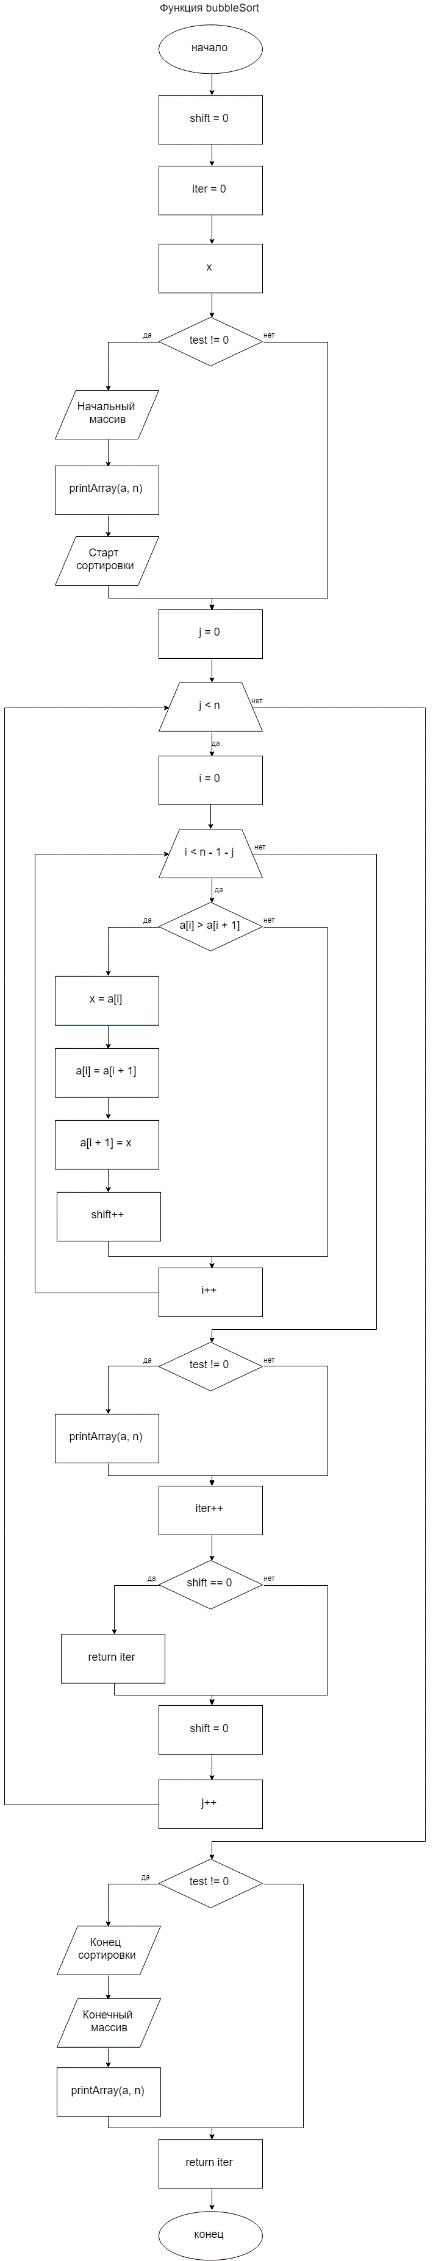 Функция bubbleSort
начало
shift = 0
iter = 0
x
test != 0
да
нет
Начальный
массив
printArray(a, n)
Старт
сортировки
j = 0
j < n
нет
да
i = 0
i < n - 1 - j
нет
да
a[i] > a[i + 1]
да
нет
x = a[i]
a[i] = a[i + 1]
a[i + 1] = x
shift++
i++
test != 0
да
нет
printArray(a, n)
iter++
shift == 0
да
нет
return iter
shift = 0
j++
test != 0
да
Конец
сортировки
Конечный
массив
printArray(a, n)
return iter
конец